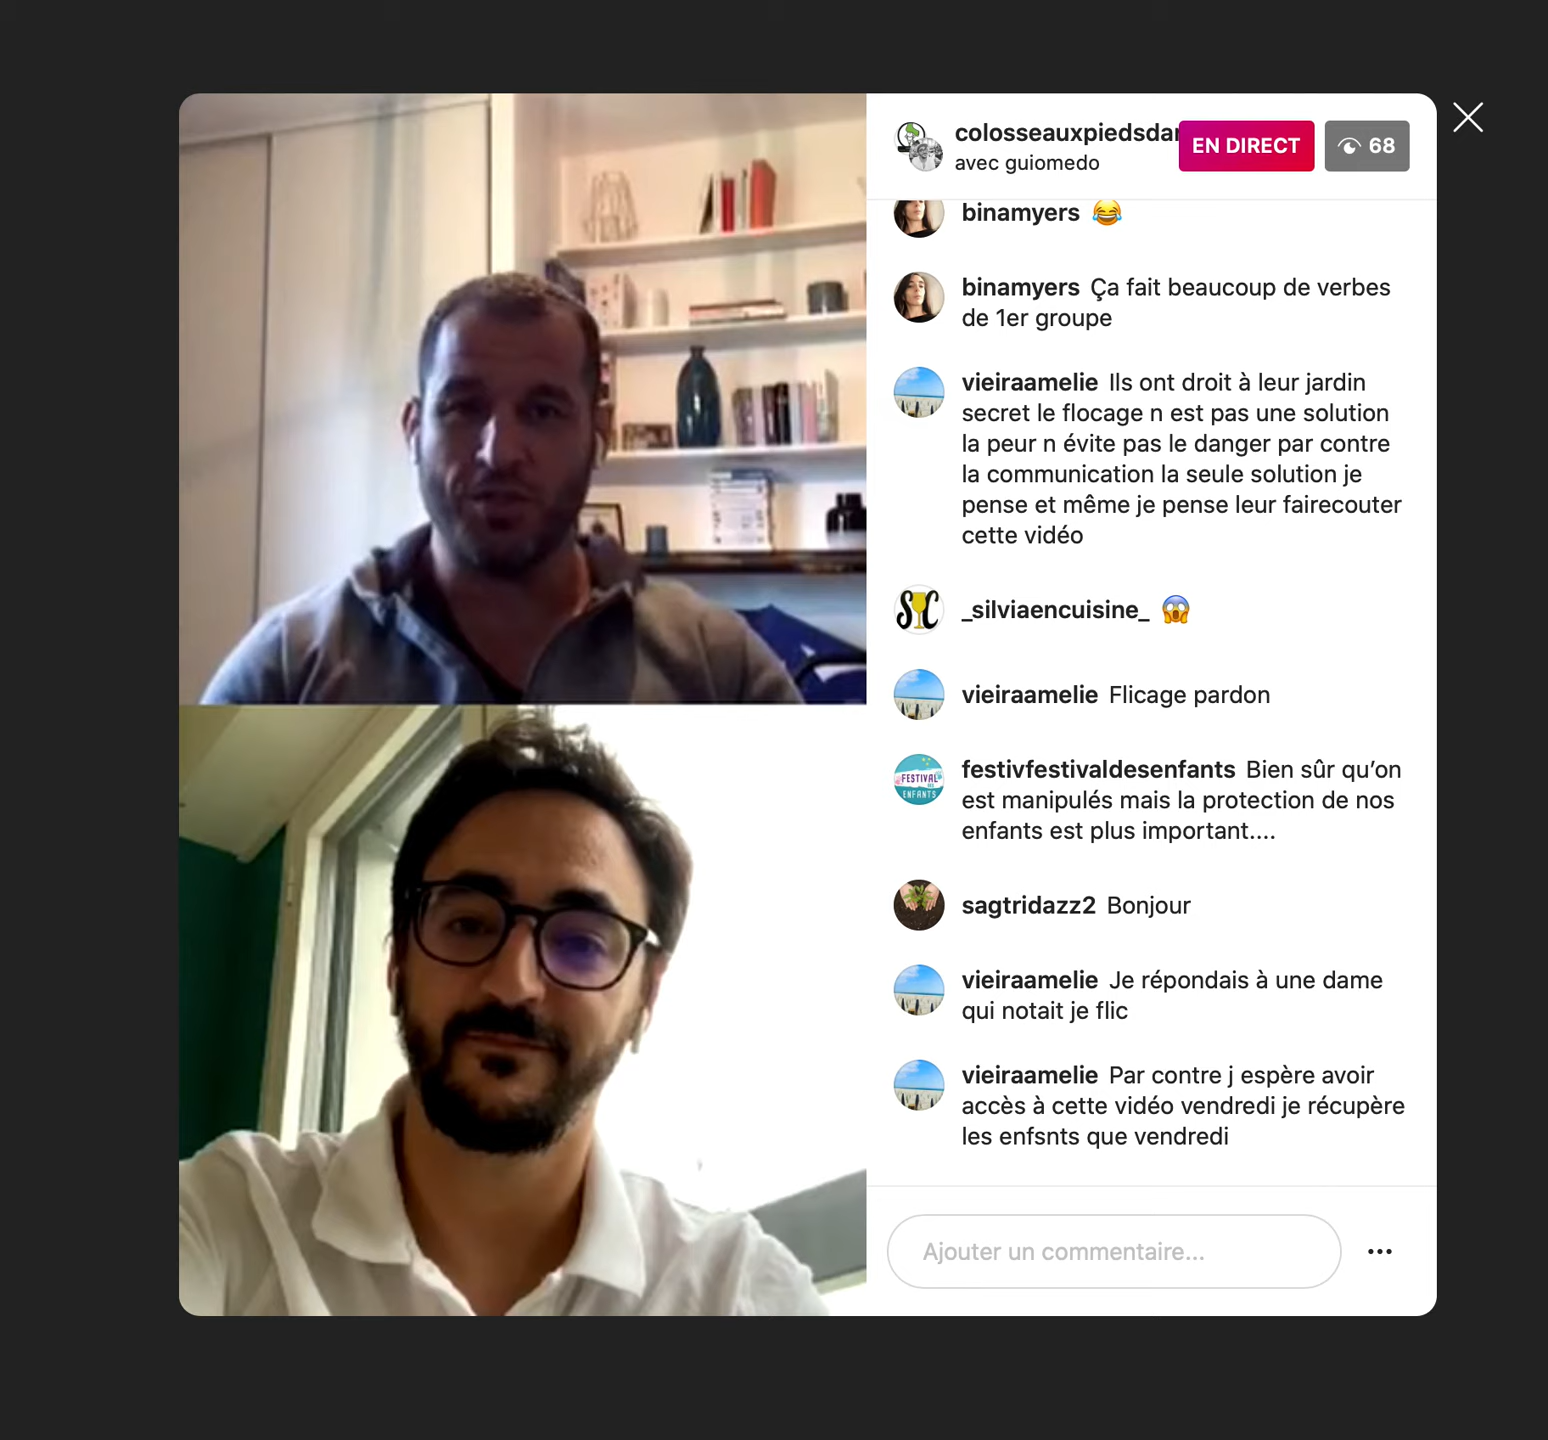 colosseauxpiedsdar
avec guiomedo
EN DIRECT
68
binamyers 😂
binamyers Ça fait beaucoup de verbes
de 1er groupe
vieiraamelie Ils ont droit à leur jardin
secret le flocage n est pas une solution
la peur n évite pas le danger par contre
la communication la seule solution je
pense et même je pense leur fairecouter
cette vidéo
SC
_silviaencuisine_ 😱
vieiraamelie Flicage pardon
FESTIVAL
DES
ENFANTS
festivfestivaldesenfants Bien sûr qu’on
est manipulés mais la protection de nos
enfants est plus important....
sagtridazz2 Bonjour
vieiraamelie Je répondais à une dame
qui notait je flic
vieiraamelie Par contre j espère avoir
accès à cette vidéo vendredi je récupère
les enfsnts que vendredi
Ajouter un commentaire...